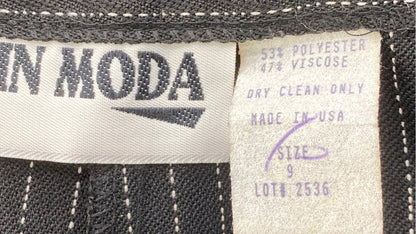 IN MODA
53% POLYESTER
47% VISCOSE
DRY CLEAN ONLY
MADE IN USA
SIZE
9
LOT# 2536